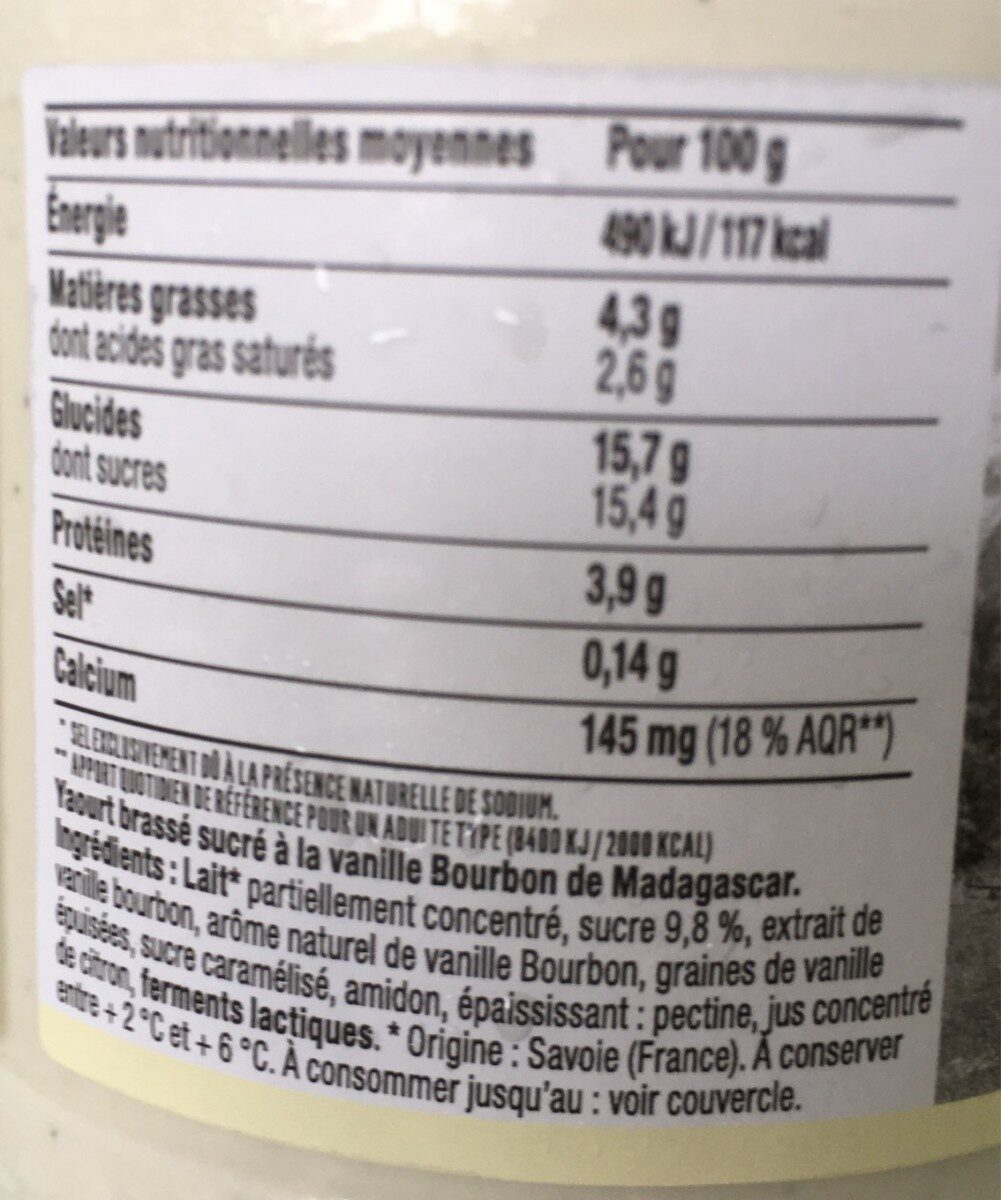 Valeurs nutritionnelles moyennes Pour 100 g
Énergie 490 kJ/117 kcal
Matières grasses 4,3 g
dont acides gras saturés 2,6 g
Glucides 15,7 g
dont sucres 15,4 g
Protéines 3,9 g
Sel* 0,14 g
Calcium 145 mg (18 % AQR**)
* SEL EXCLUSIVEMENT DÛ À LA PRÉSENCE NATURELLE DE SODIUM.
** APPORT QUOTIDIEN DE RÉFÉRENCE POUR UN ADULTE TYPE (8400 KJ/2000 KCAL)
Yaourt brassé sucré à la vanille Bourbon de Madagascar.
Ingrédients : Lait* partiellement concentré, sucre 9,8 %, extrait de
vanille bourbon, arôme naturel de vanille Bourbon, graines de vanille
épuisées, sucre caramélisé, amidon, épaississant : pectine, jus concentré
de citron, ferments lactiques. * Origine : Savoie (France). À conserver
entre + 2 °C et + 6 °C. À consommer jusqu'au : voir couvercle.